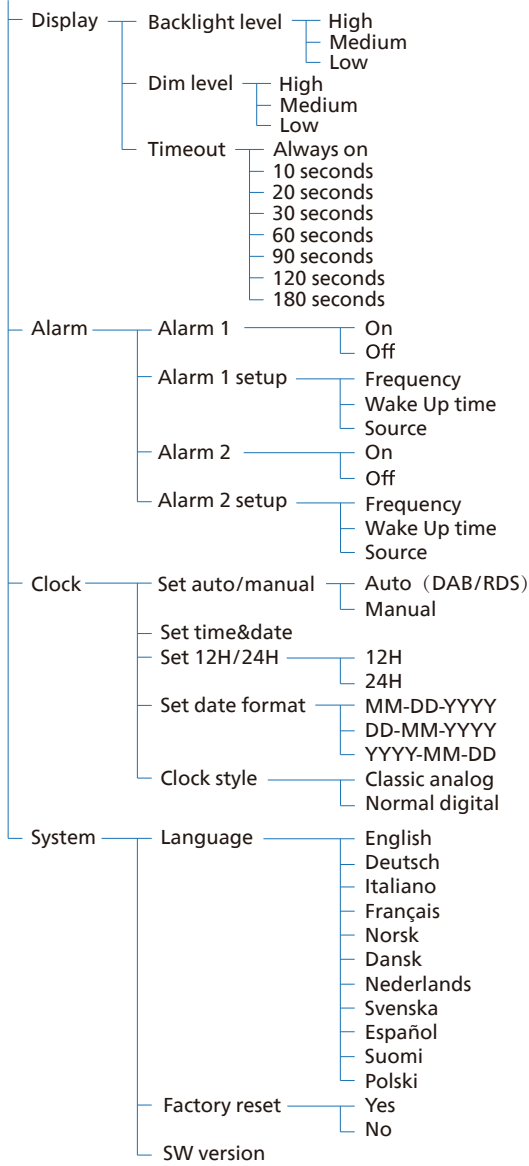 Display Backlight level High
Medium
Low
Dim level High
Medium
Low
Timeout Always on
10 seconds
20 seconds
30 seconds
60 seconds
90 seconds
120 seconds
180 seconds
Alarm Alarm 1 On
Off
Alarm 1 setup Frequency
Wake Up time
Source
Alarm 2 On
Off
Alarm 2 setup Frequency
Wake Up time
Source
Clock Set auto/manual Auto（DAB/RDS）
Manual
Set time&date
Set 12H/24H 12H
24H
Set date format MM-DD-YYYY
DD-MM-YYYY
YYYY-MM-DD
Clock style Classic analog
Normal digital
System Language English
Deutsch
Italiano
Français
Norsk
Dansk
Nederlands
Svenska
Español
Suomi
Polski
Factory reset Yes
No
SW version